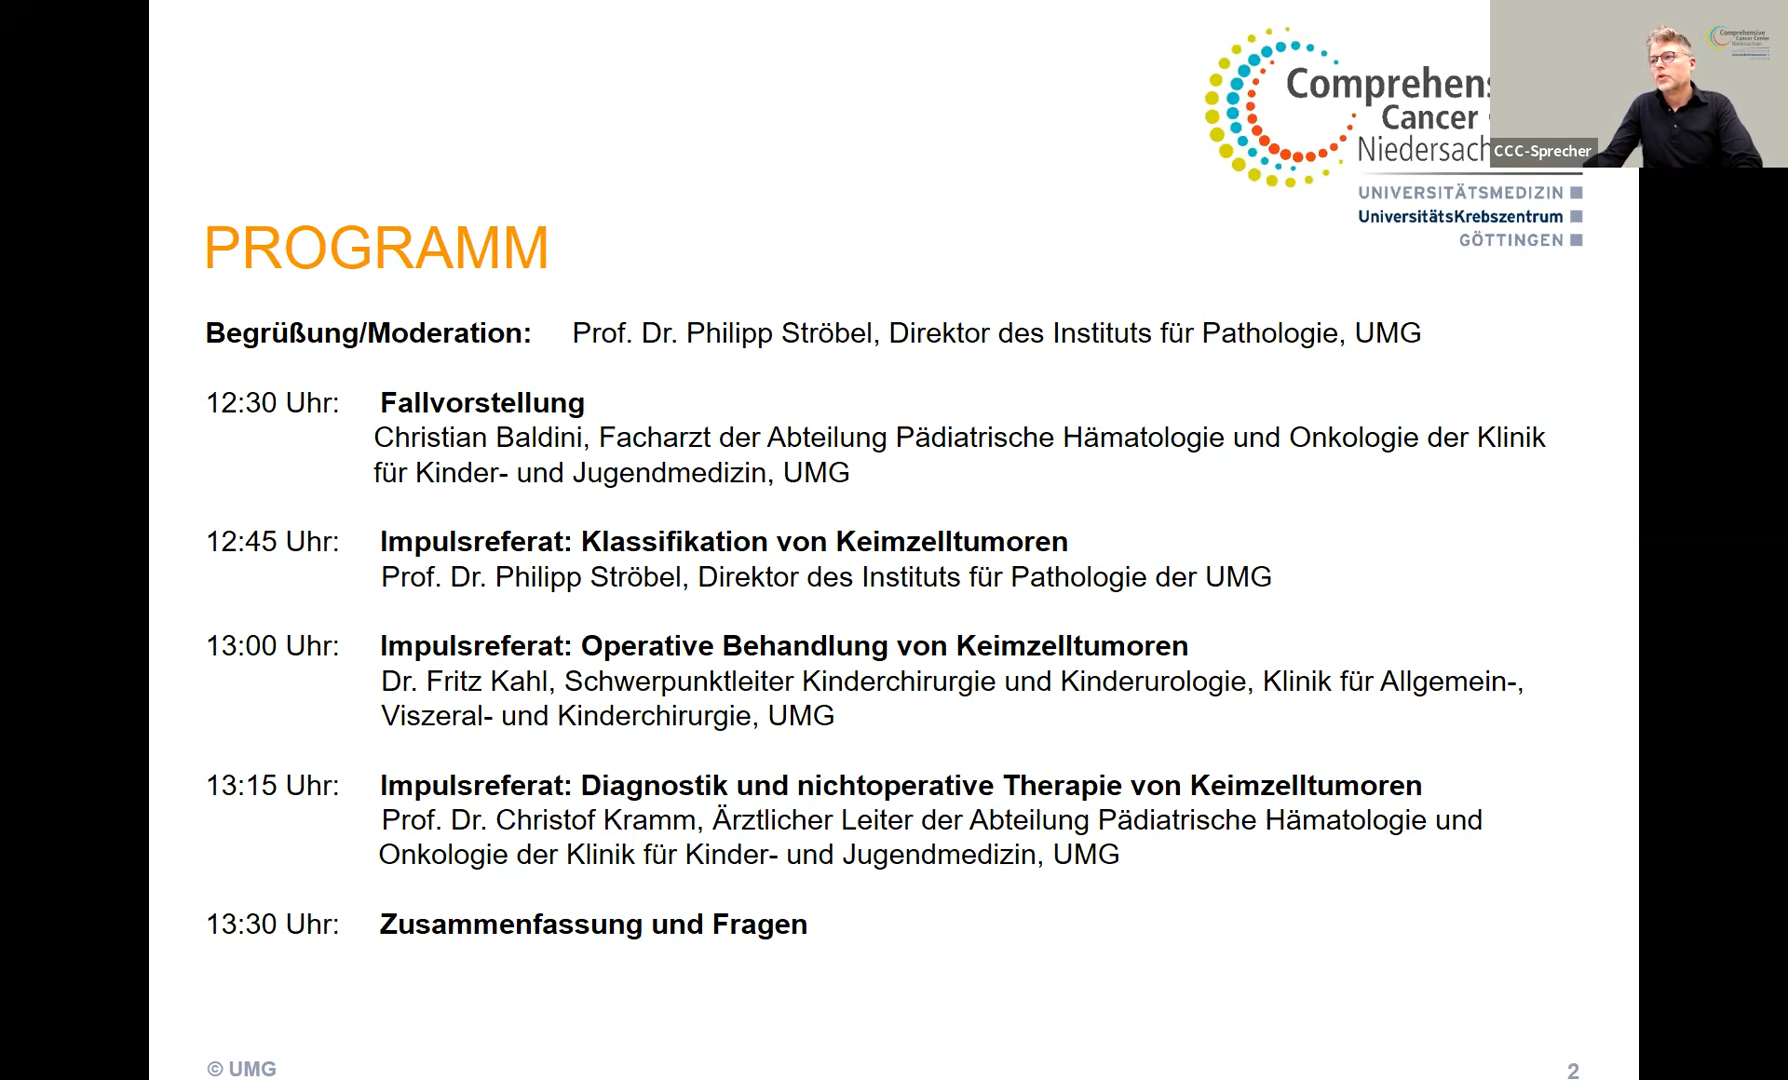 Comprehens
Cancer
Niedersach
CCC-Sprecher
Comprehensive
Cancer Center
Niedersachsen
UNIVERSITÄTSMEDIZIN
UniversitätsKrebszentrum
GÖTTINGEN
PROGRAMM
Begrüßung/Moderation: Prof. Dr. Philipp Ströbel, Direktor des Instituts für Pathologie, UMG
12:30 Uhr: Fallvorstellung
Christian Baldini, Facharzt der Abteilung Pädiatrische Hämatologie und Onkologie der Klinik
für Kinder- und Jugendmedizin, UMG
12:45 Uhr: Impulsreferat: Klassifikation von Keimzelltumoren
Prof. Dr. Philipp Ströbel, Direktor des Instituts für Pathologie der UMG
13:00 Uhr: Impulsreferat: Operative Behandlung von Keimzelltumoren
Dr. Fritz Kahl, Schwerpunktleiter Kinderchirurgie und Kinderurologie, Klinik für Allgemein-,
Viszeral- und Kinderchirurgie, UMG
13:15 Uhr: Impulsreferat: Diagnostik und nichtoperative Therapie von Keimzelltumoren
Prof. Dr. Christof Kramm, Ärztlicher Leiter der Abteilung Pädiatrische Hämatologie und
Onkologie der Klinik für Kinder- und Jugendmedizin, UMG
13:30 Uhr: Zusammenfassung und Fragen
© UMG
2